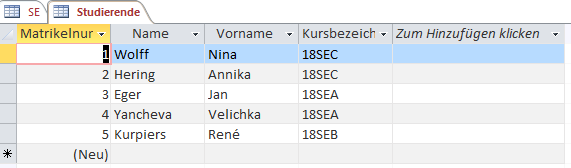 SE Studierende
Matrikelnur Name Vorname Kursbezeich Zum Hinzufügen klicken
1 Wolff Nina 18SEC
2 Hering Annika 18SEC
3 Eger Jan 18SEA
4 Yancheva Velichka 18SEA
5 Kurpiers René 18SEB
(Neu)